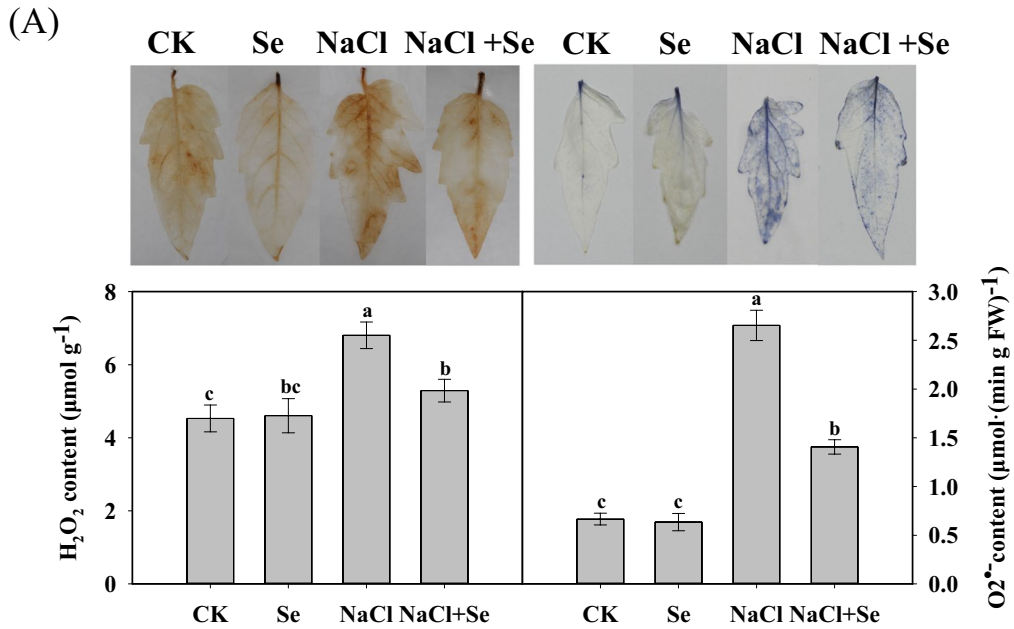 (A)
CK Se NaCl NaCl +Se CK Se NaCl NaCl +Se
H₂O₂ content (µmol g⁻¹)
8
6
4
2
0
c
bc
a
b
c
c
a
b
3.0
2.5
2.0
1.5
1.0
0.5
0.0
O2•⁻content (µmol·(min g FW)⁻¹
CK Se NaCl NaCl+Se CK Se NaCl NaCl+Se